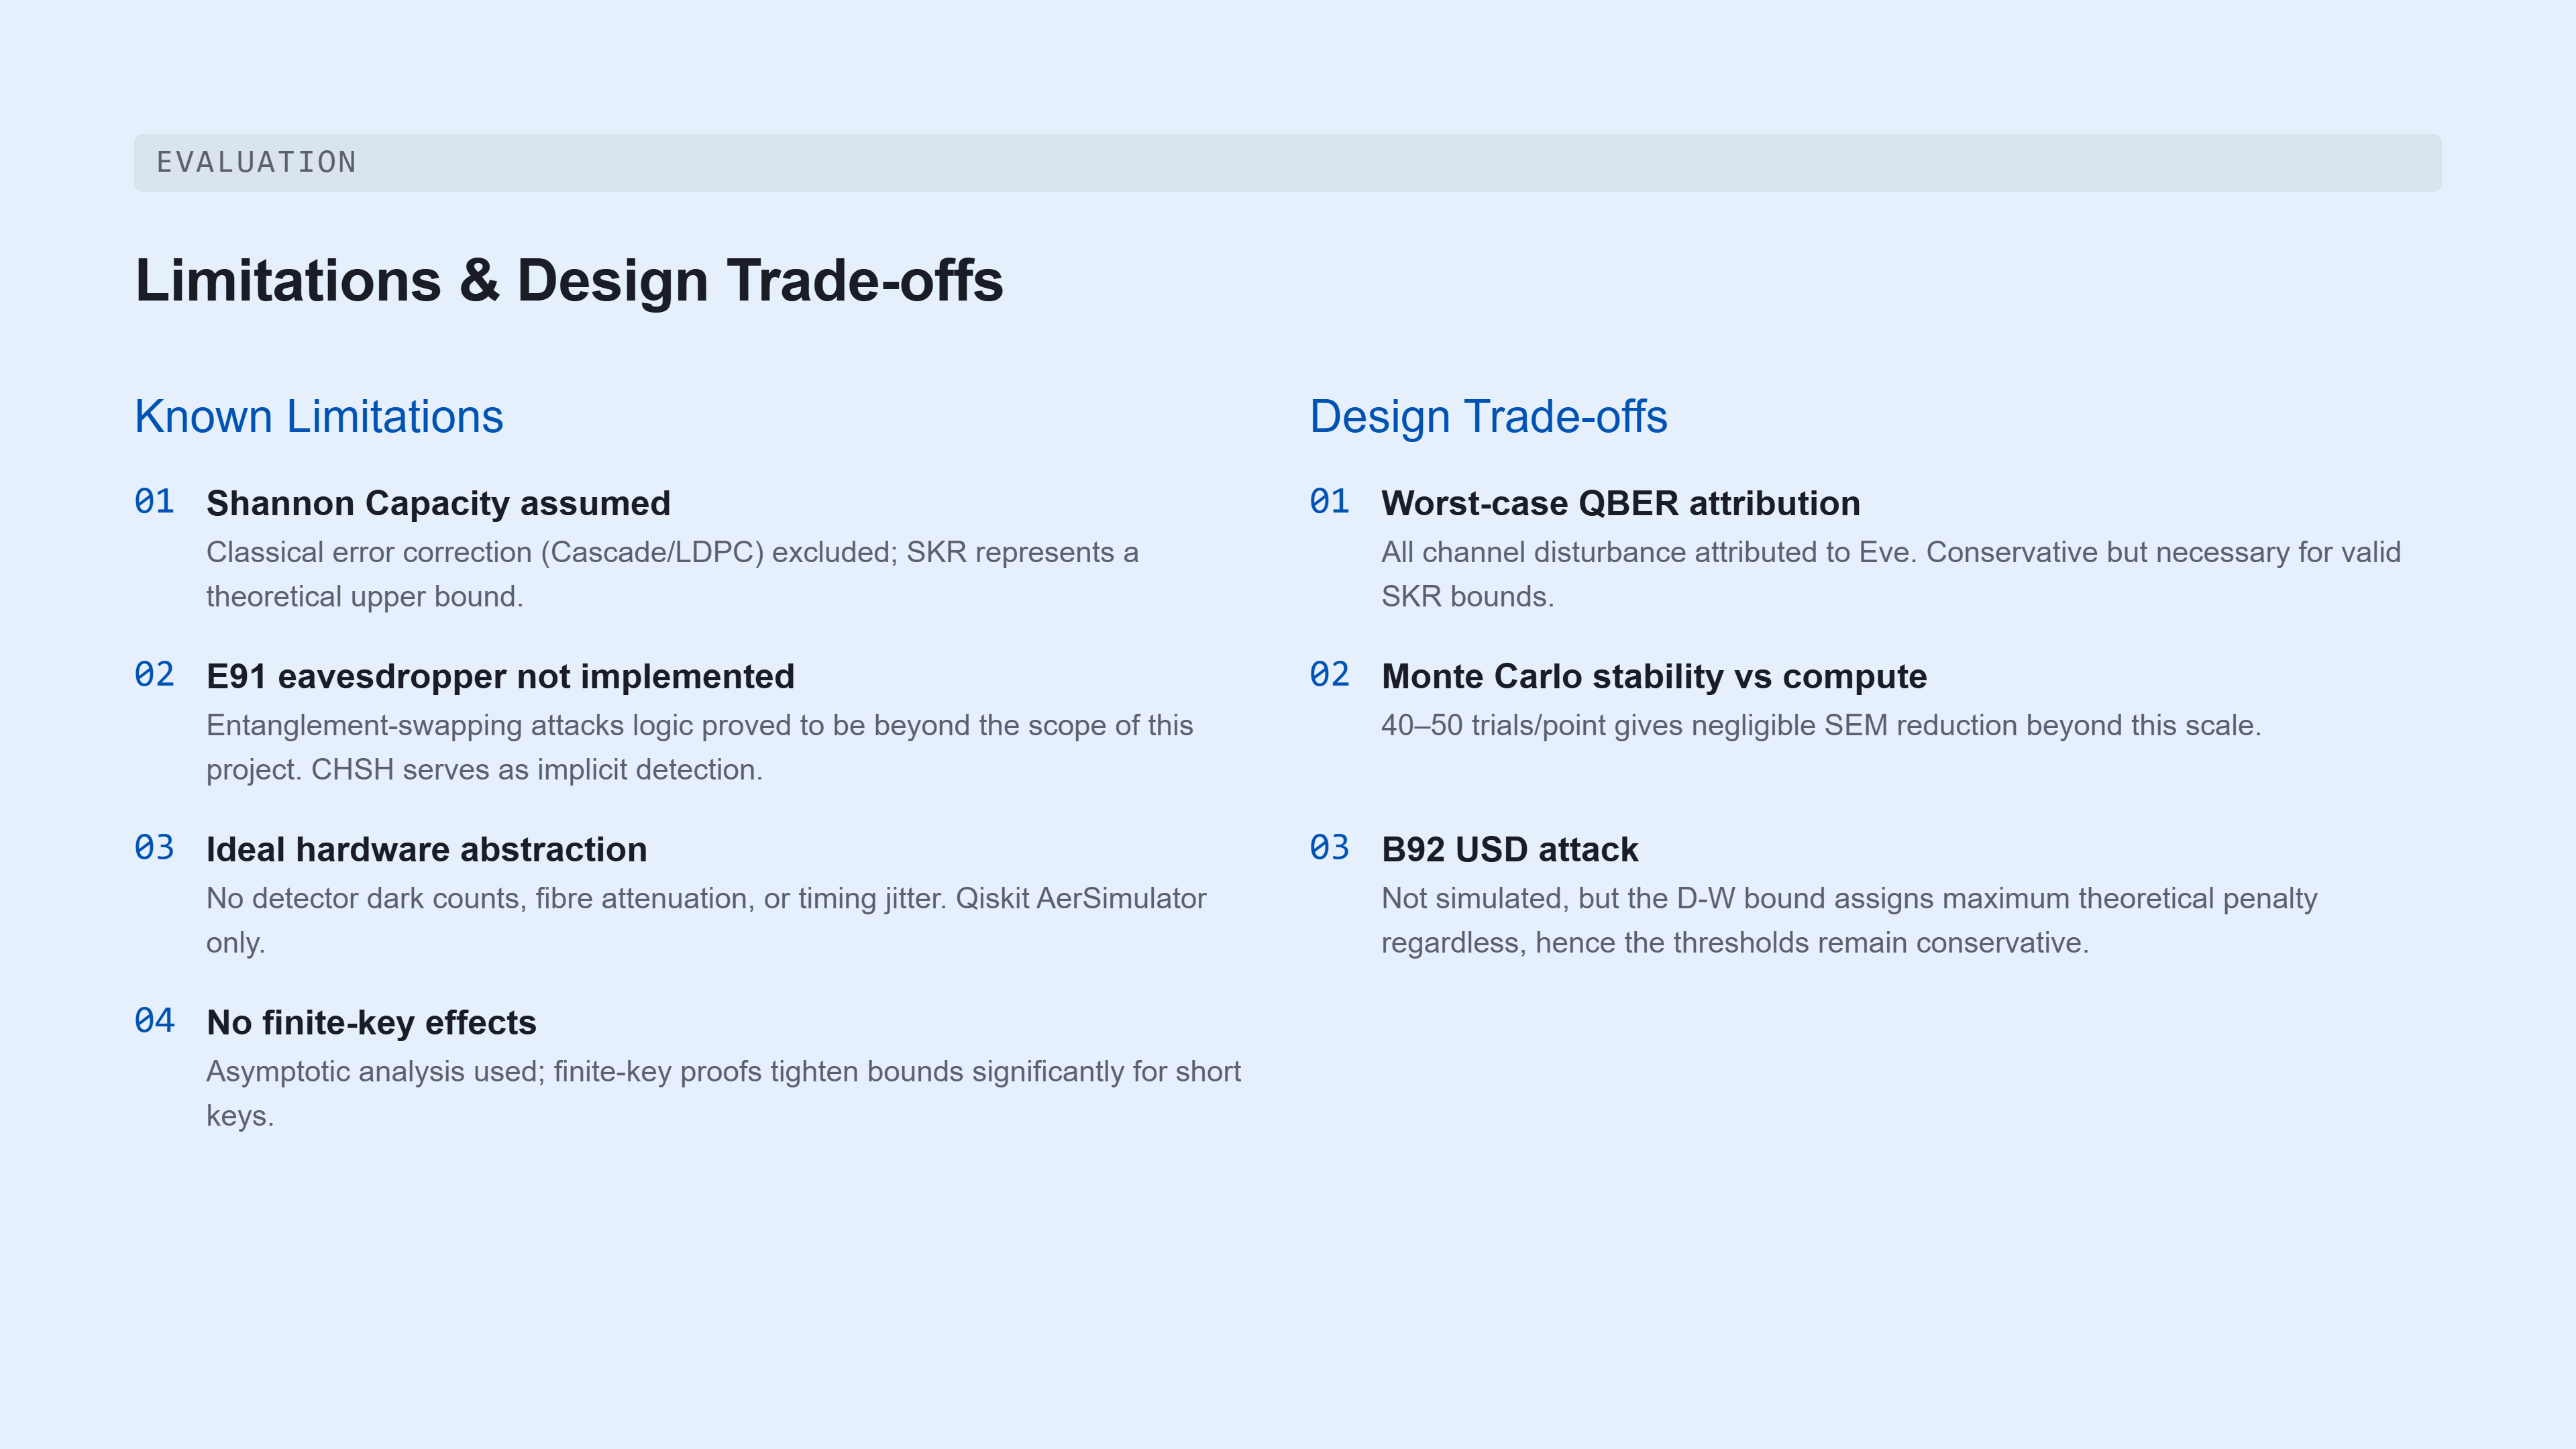 EVALUATION
Limitations & Design Trade-offs
Known Limitations
01 Shannon Capacity assumed
Classical error correction (Cascade/LDPC) excluded; SKR represents a
theoretical upper bound.
02 E91 eavesdropper not implemented
Entanglement-swapping attacks logic proved to be beyond the scope of this
project. CHSH serves as implicit detection.
03 Ideal hardware abstraction
No detector dark counts, fibre attenuation, or timing jitter. Qiskit AerSimulator
only.
04 No finite-key effects
Asymptotic analysis used; finite-key proofs tighten bounds significantly for short
keys.
Design Trade-offs
01 Worst-case QBER attribution
All channel disturbance attributed to Eve. Conservative but necessary for valid
SKR bounds.
02 Monte Carlo stability vs compute
40–50 trials/point gives negligible SEM reduction beyond this scale.
03 B92 USD attack
Not simulated, but the D-W bound assigns maximum theoretical penalty
regardless, hence the thresholds remain conservative.